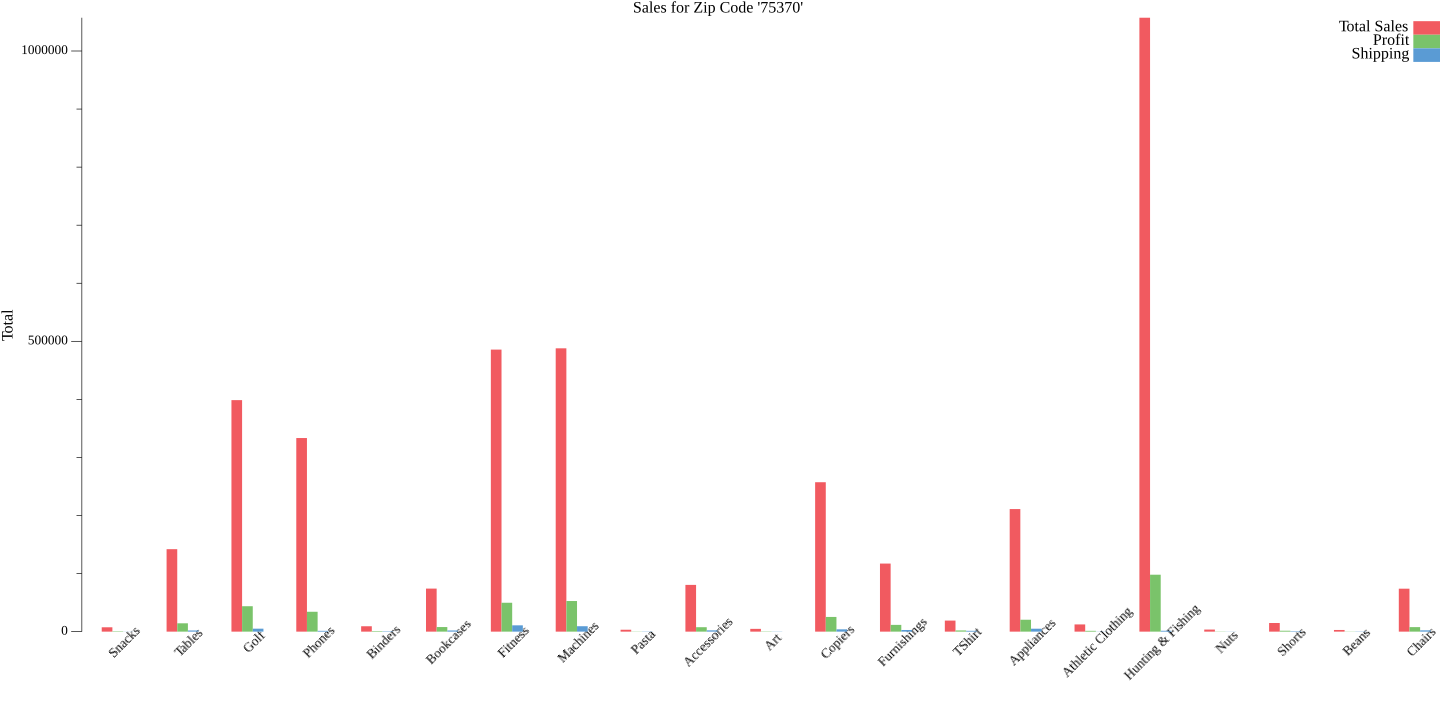 Sales for Zip Code '75370'
Total Sales
Profit
Shipping
1000000
500000
0
Total
Snacks
Tables
Golf
Phones
Binders
Bookcases
Fitness
Machines
Pasta
Accessories
Art
Copiers
Furnishings
TShirt
Appliances
Athletic Clothing
Hunting & Fishing
Nuts
Shorts
Beans
Chairs